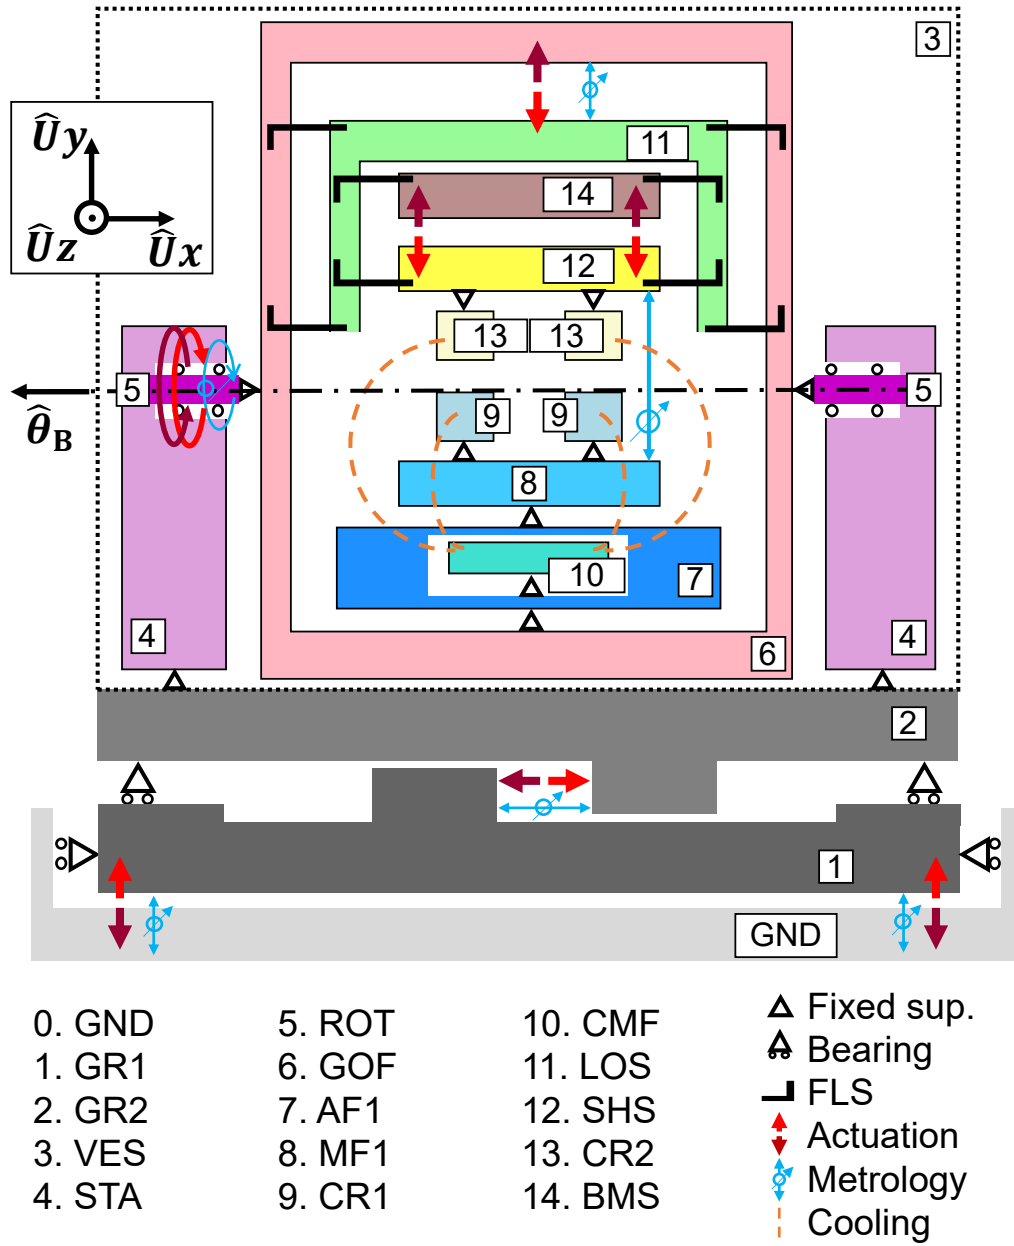 3
Ûy
11
14
Ûz
Ûx
12
13 13
5 5
θ̂B
9 9
8
10
7
4 4
6
2
1
GND
0. GND 5. ROT 10. CMF Fixed sup.
1. GR1 6. GOF 11. LOS Bearing
2. GR2 7. AF1 12. SHS FLS
3. VES 8. MF1 13. CR2 Actuation
4. STA 9. CR1 14. BMS Metrology
Cooling